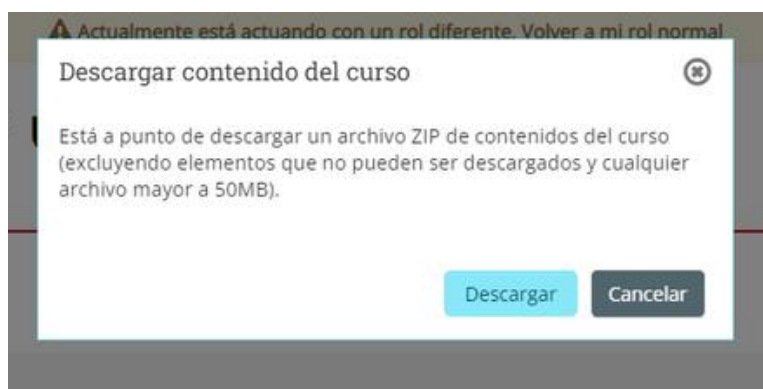 Actualmente está actuando con un rol diferente. Volver a mi rol normal
Descargar contenido del curso
Está a punto de descargar un archivo ZIP de contenidos del curso
(excluyendo elementos que no pueden ser descargados y cualquier
archivo mayor a 50MB).
Descargar
Cancelar